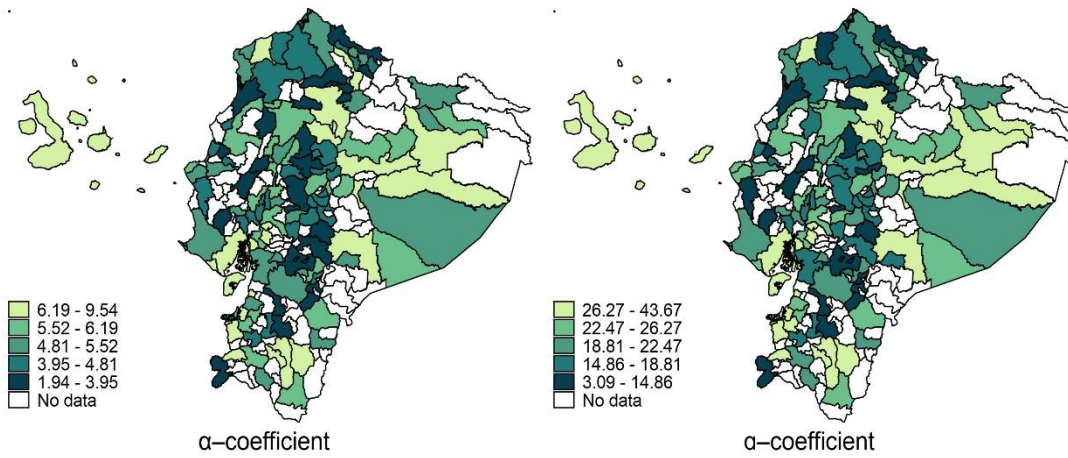 6.19 - 9.54
5.52 - 6.19
4.81 - 5.52
3.95 - 4.81
1.94 - 3.95
No data
α–coefficient
26.27 - 43.67
22.47 - 26.27
18.81 - 22.47
14.86 - 18.81
3.09 - 14.86
No data
α–coefficient